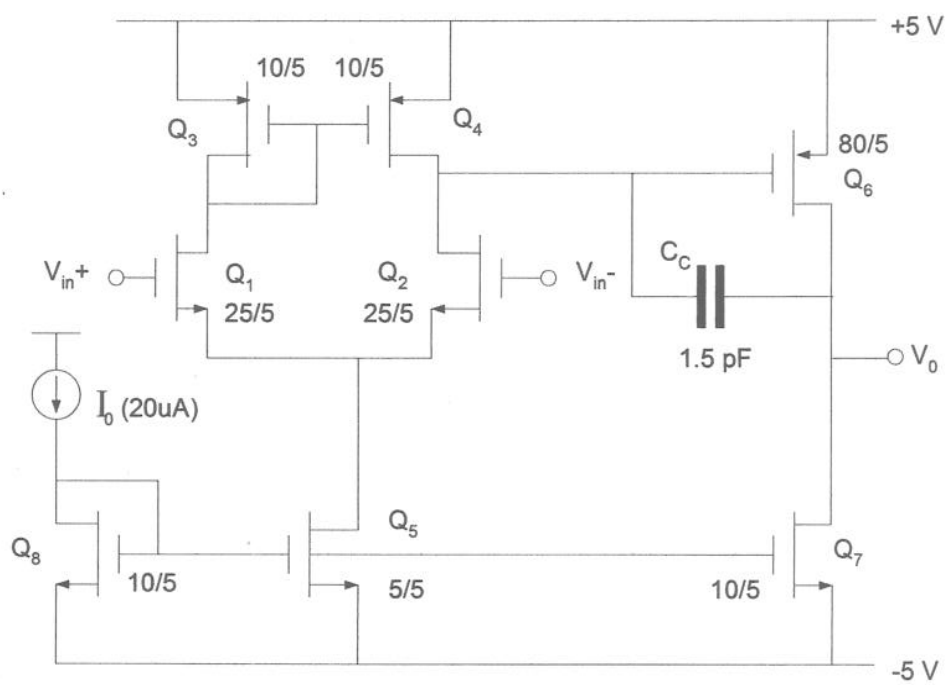 +5 V
10/5 10/5
Q3 Q4
80/5
Q6
Vin+ Q1 Q2 Vin-
CC
25/5 25/5
1.5 pF
V0
I0 (20uA)
Q8 Q5 Q7
10/5 5/5 10/5
-5 V